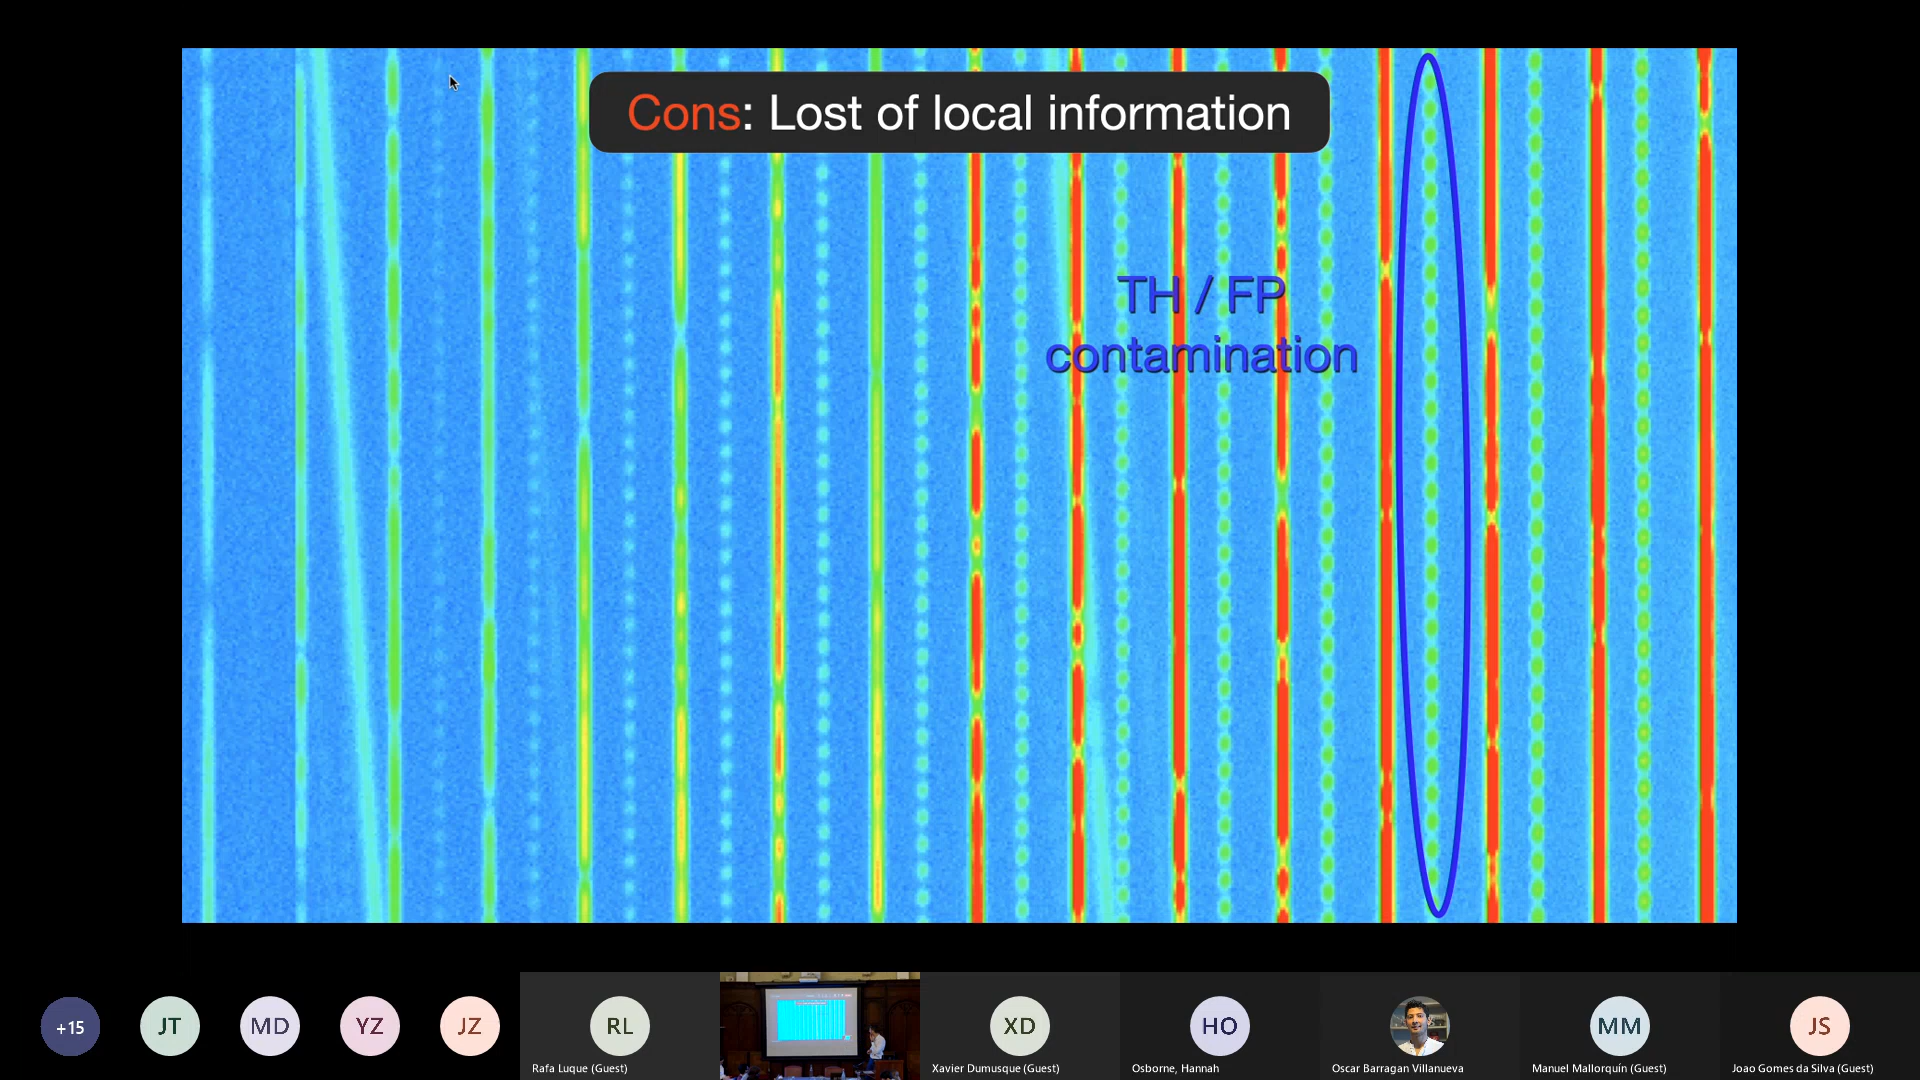 Cons: Lost of local information
TH / FP
contamination
+15
JT
MD
YZ
JZ
RL
XD
HO
MM
JS
Rafa Luque (Guest)
Xavier Dumusque (Guest)
Osborne, Hannah
Oscar Barragan Villanueva
Manuel Mallorquín (Guest)
Joao Gomes da Silva (Guest)